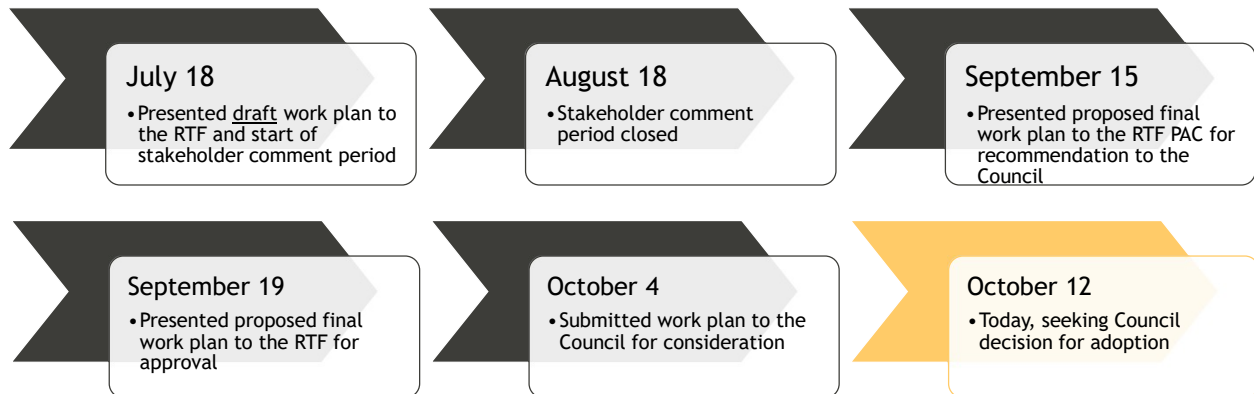 July 18
•Presented draft work plan to
the RTF and start of
stakeholder comment period
August 18
•Stakeholder comment
period closed
September 15
•Presented proposed final
work plan to the RTF PAC for
recommendation to the
Council
September 19
•Presented proposed final
work plan to the RTF for
approval
October 4
•Submitted work plan to the
Council for consideration
October 12
•Today, seeking Council
decision for adoption